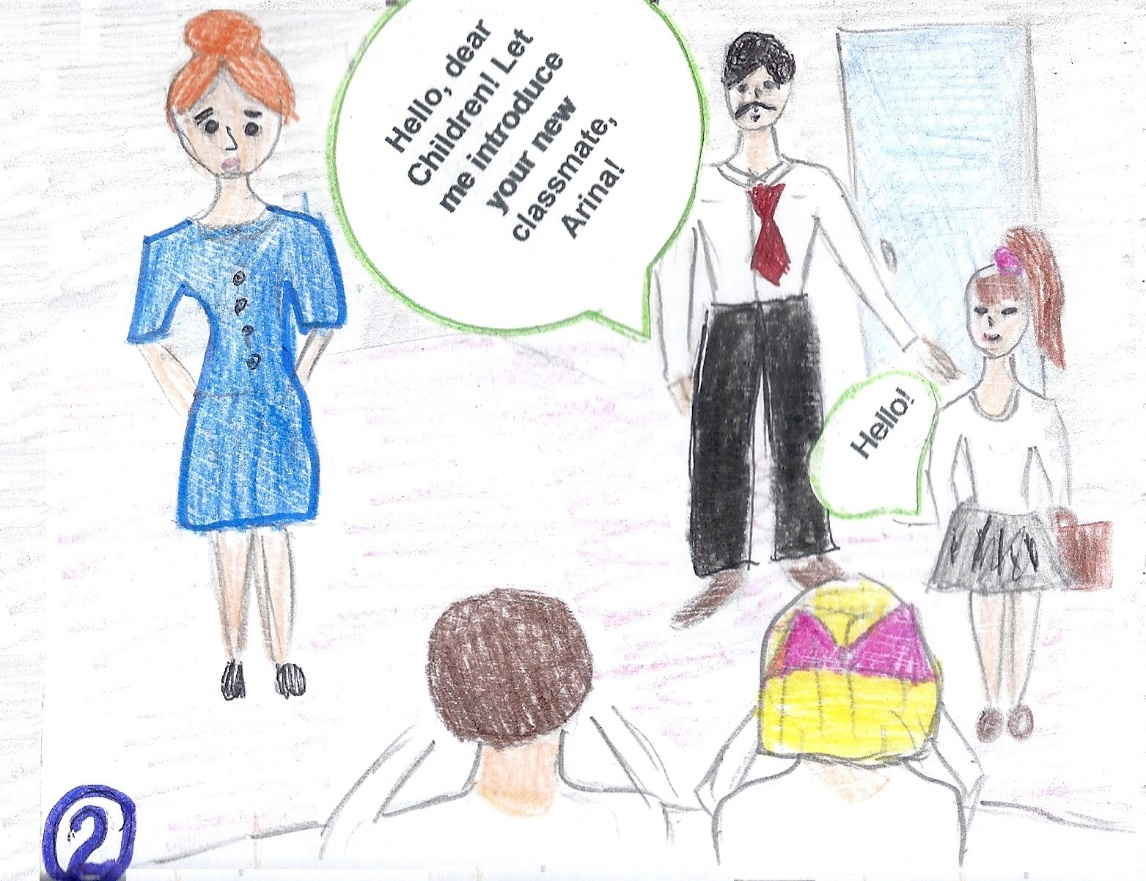 Hello, dear
Children! Let
me introduce
your new
classmate,
Arina!
Hello!
2